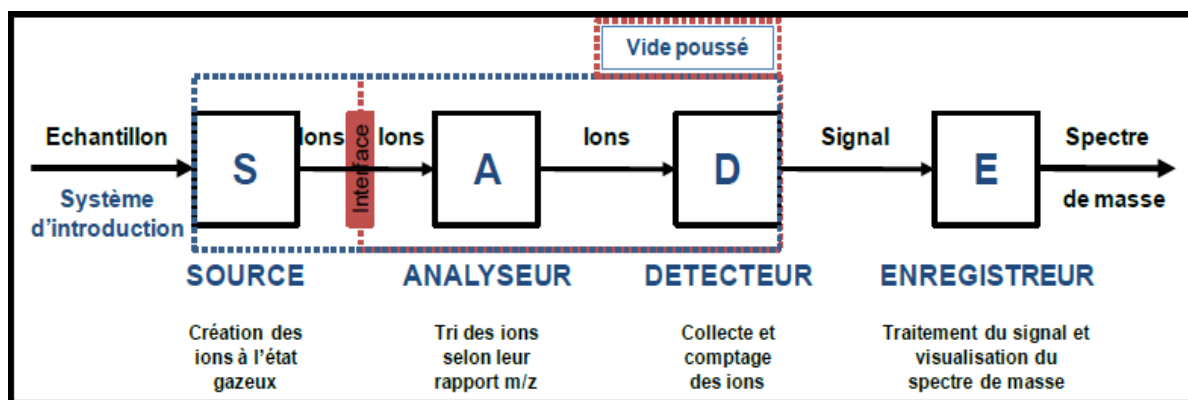 Vide poussé
Echantillon
Ions
Interface
Ions
Ions
Signal
Spectre
S
A
D
E
Système
d'introduction
de masse
SOURCE
ANALYSEUR
DETECTEUR
ENREGISTREUR
Création des
ions à l'état
gazeux
Tri des ions
selon leur
rapport m/z
Collecte et
comptage
des ions
Traitement du signal et
visualisation du
spectre de masse